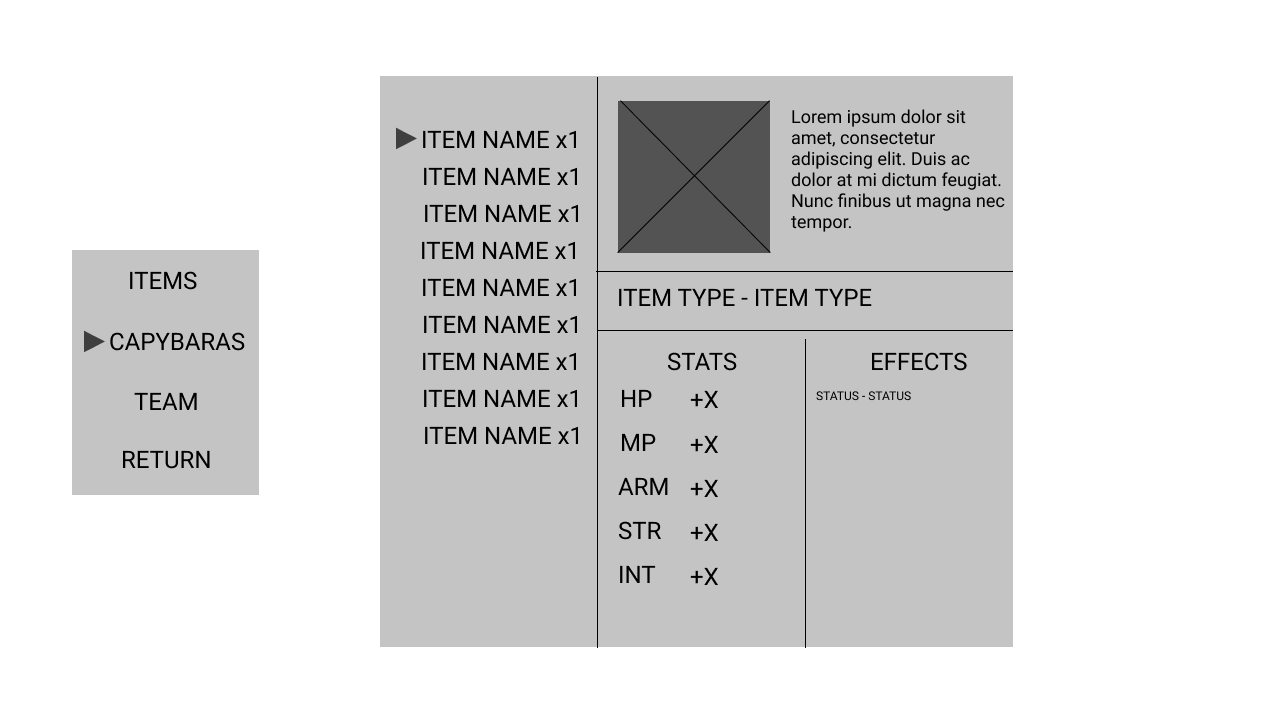 ITEMS
CAPYBARAS
TEAM
RETURN
ITEM NAME x1
ITEM NAME x1
ITEM NAME x1
ITEM NAME x1
ITEM NAME x1
ITEM NAME x1
ITEM NAME x1
ITEM NAME x1
ITEM NAME x1
Lorem ipsum dolor sit
amet, consectetur
adipiscing elit. Duis ac
dolor at mi dictum feugiat.
Nunc finibus ut magna nec
tempor.
ITEM TYPE - ITEM TYPE
STATS
HP +X
MP +X
ARM +X
STR +X
INT +X
EFFECTS
STATUS - STATUS